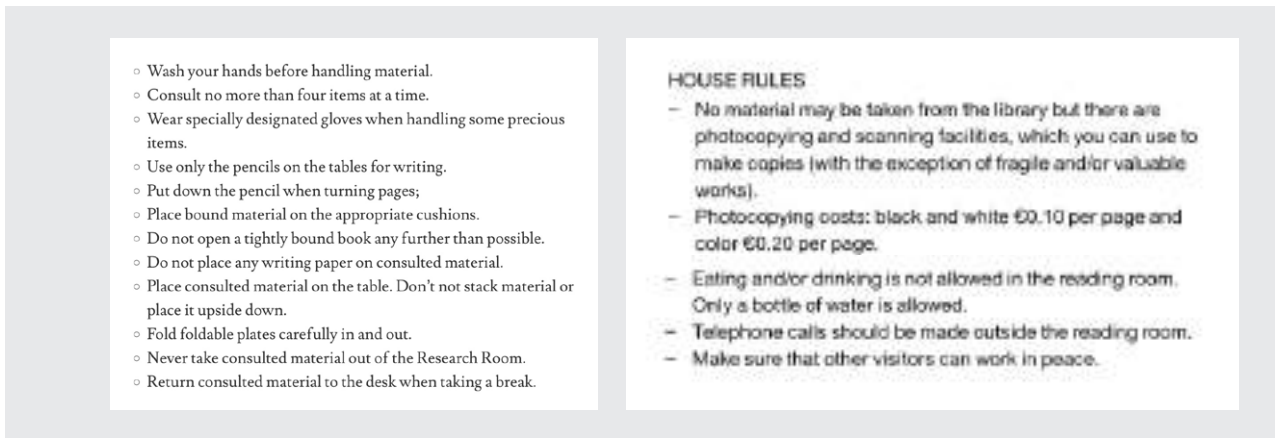 ○ Wash your hands before handling material.
○ Consult no more than four items at a time.
○ Wear specially designated gloves when handling some precious
items.
○ Use only the pencils on the tables for writing.
○ Put down the pencil when turning pages;
○ Place bound material on the appropriate cushions.
○ Do not open a tightly bound book any further than possible.
○ Do not place any writing paper on consulted material.
○ Place consulted material on the table. Don’t not stack material or
place it upside down.
○ Fold foldable plates carefully in and out.
○ Never take consulted material out of the Research Room.
○ Return consulted material to the desk when taking a break.
HOUSE RULES
– No material may be taken from the library but there are
photocopying and scanning facilities, which you can use to
make copies (with the exception of fragile and/or valuable
works).
– Photocopying costs: black and white €0.10 per page and
color €0.20 per page.
– Eating and/or drinking is not allowed in the reading room.
Only a bottle of water is allowed.
– Telephone calls should be made outside the reading room.
– Make sure that other visitors can work in peace.